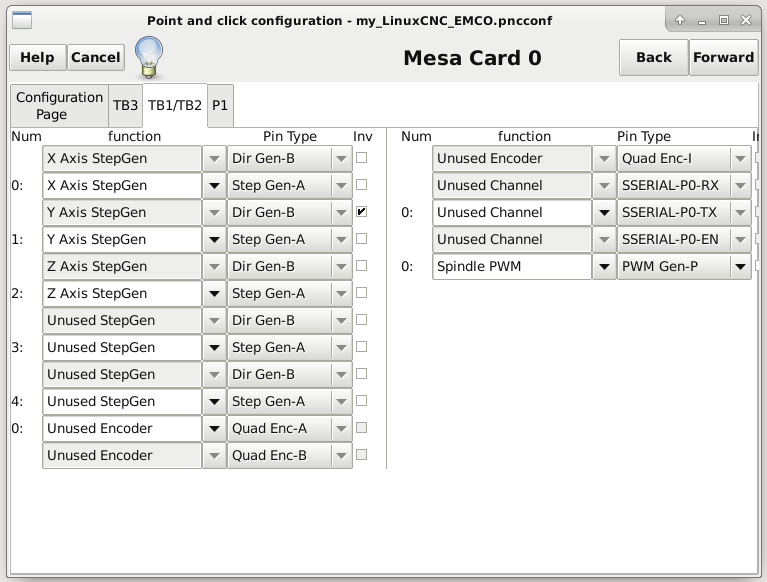 Point and click configuration - my_LinuxCNC_EMCO.pncconf
Help Cancel Mesa Card 0 Back Forward
Configuration
Page TB3 TB1/TB2 P1
Num function Pin Type Inv
X Axis StepGen Dir Gen-B
0: X Axis StepGen Step Gen-A
Y Axis StepGen Dir Gen-B
1: Y Axis StepGen Step Gen-A
Z Axis StepGen Dir Gen-B
2: Z Axis StepGen Step Gen-A
Unused StepGen Dir Gen-B
3: Unused StepGen Step Gen-A
Unused StepGen Dir Gen-B
4: Unused StepGen Step Gen-A
0: Unused Encoder Quad Enc-A
Unused Encoder Quad Enc-B
Num function Pin Type
Unused Encoder Quad Enc-I
Unused Channel SSERIAL-P0-RX
0: Unused Channel SSERIAL-P0-TX
Unused Channel SSERIAL-P0-EN
0: Spindle PWM PWM Gen-P